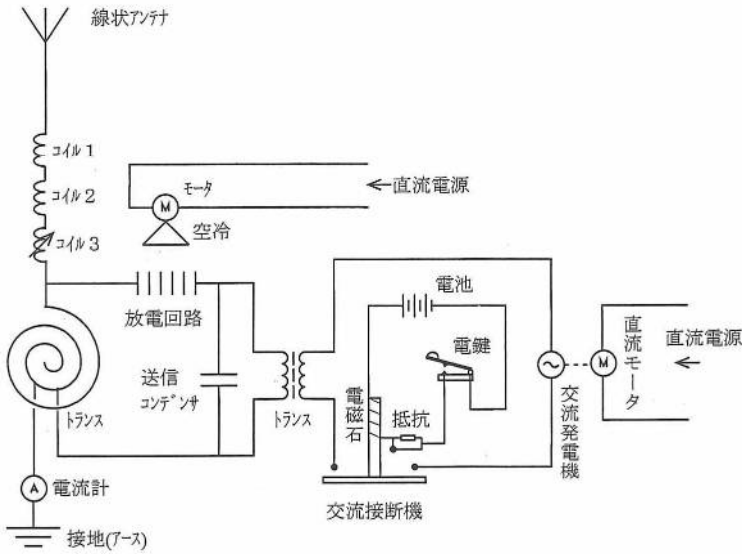 線状アンテナ
コイル1
コイル2
コイル3
モータ
M
空冷
直流電源
放電回路
送信
コンデンサ
トランス
トランス
電池
電鍵
電磁石
抵抗
交流接断機
交流発電機
M
直流モータ
直流電源
A
電流計
接地(アース)